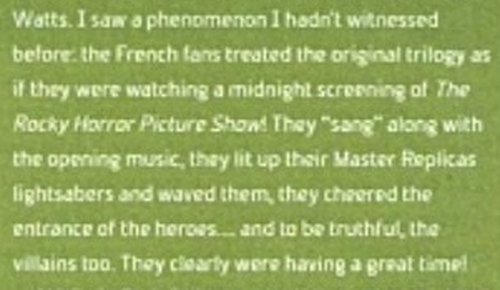 Watts. I saw a phenomenon I hadn't witnessed
before: the French fans treated the original trilogy as
if they were watching a midnight screening of The
Rocky Horror Picture Show! They "sang" along with
the opening music, they lit up their Master Replicas
lightsabers and waved them, they cheered the
entrance of the heroes.... and to be truthful, the
villains too. They clearly were having a great time!